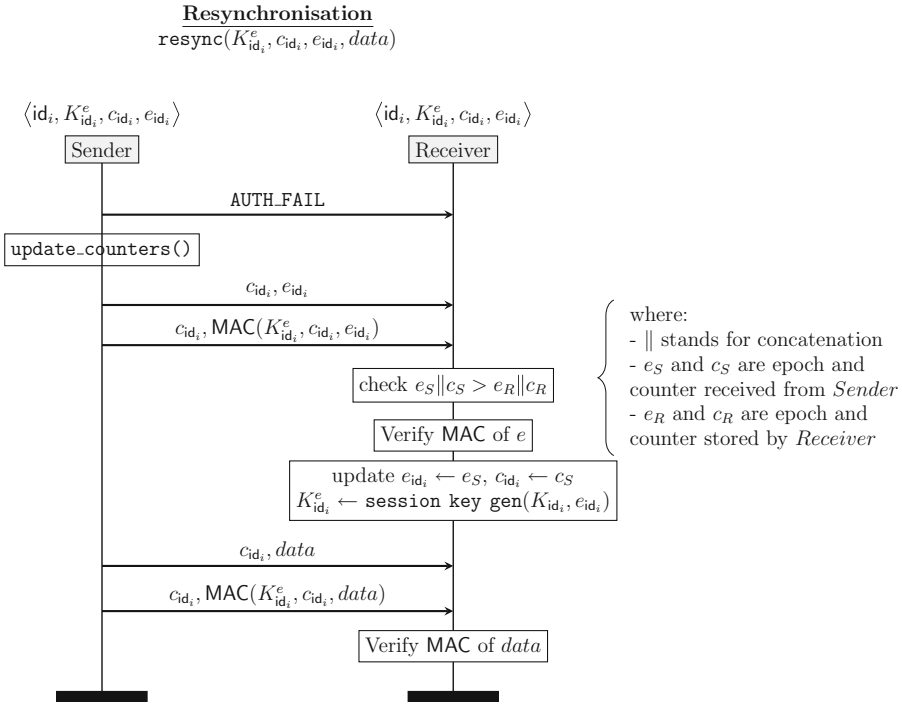 Resynchronisation
resync(K^e_{id_i}, c_{id_i}, e_{id_i}, data)
⟨id_i, K^e_{id_i}, c_{id_i}, e_{id_i}⟩
⟨id_i, K^e_{id_i}, c_{id_i}, e_{id_i}⟩
Sender
Receiver
AUTH_FAIL
update_counters()
c_{id_i}, e_{id_i}
c_{id_i}, MAC(K^e_{id_i}, c_{id_i}, e_{id_i})
check e_S‖c_S > e_R‖c_R
Verify MAC of e
update e_{id_i} ← e_S, c_{id_i} ← c_S
K^e_{id_i} ← session key gen(K_{id_i}, e_{id_i})
where:
- ‖ stands for concatenation
- e_S and c_S are epoch and
counter received from Sender
- e_R and c_R are epoch and
counter stored by Receiver
c_{id_i}, data
c_{id_i}, MAC(K^e_{id_i}, c_{id_i}, data)
Verify MAC of data